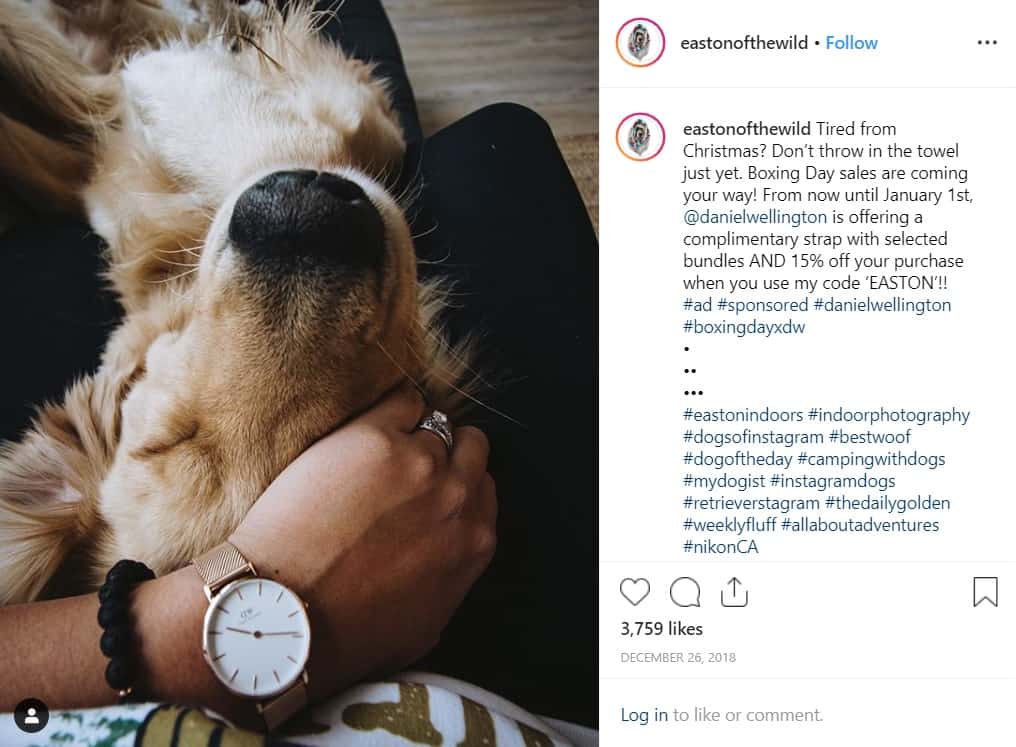 eastonofthewild • Follow
eastonofthewild Tired from
Christmas? Don't throw in the towel
just yet. Boxing Day sales are coming
your way! From now until January 1st,
@danielwellington is offering a
complimentary strap with selected
bundles AND 15% off your purchase
when you use my code 'EASTON'!!
#ad #sponsored #danielwellington
#boxingdayxdw
•
••
•••
#eastonindoors #indoorphotography
#dogsofinstagram #bestwoof
#dogoftheday #campingwithdogs
#mydogist #instagramdogs
#retrieverstagram #thedailygolden
#weeklyfluff #allaboutadventures
#nikonCA
3,759 likes
DECEMBER 26, 2018
Log in to like or comment.